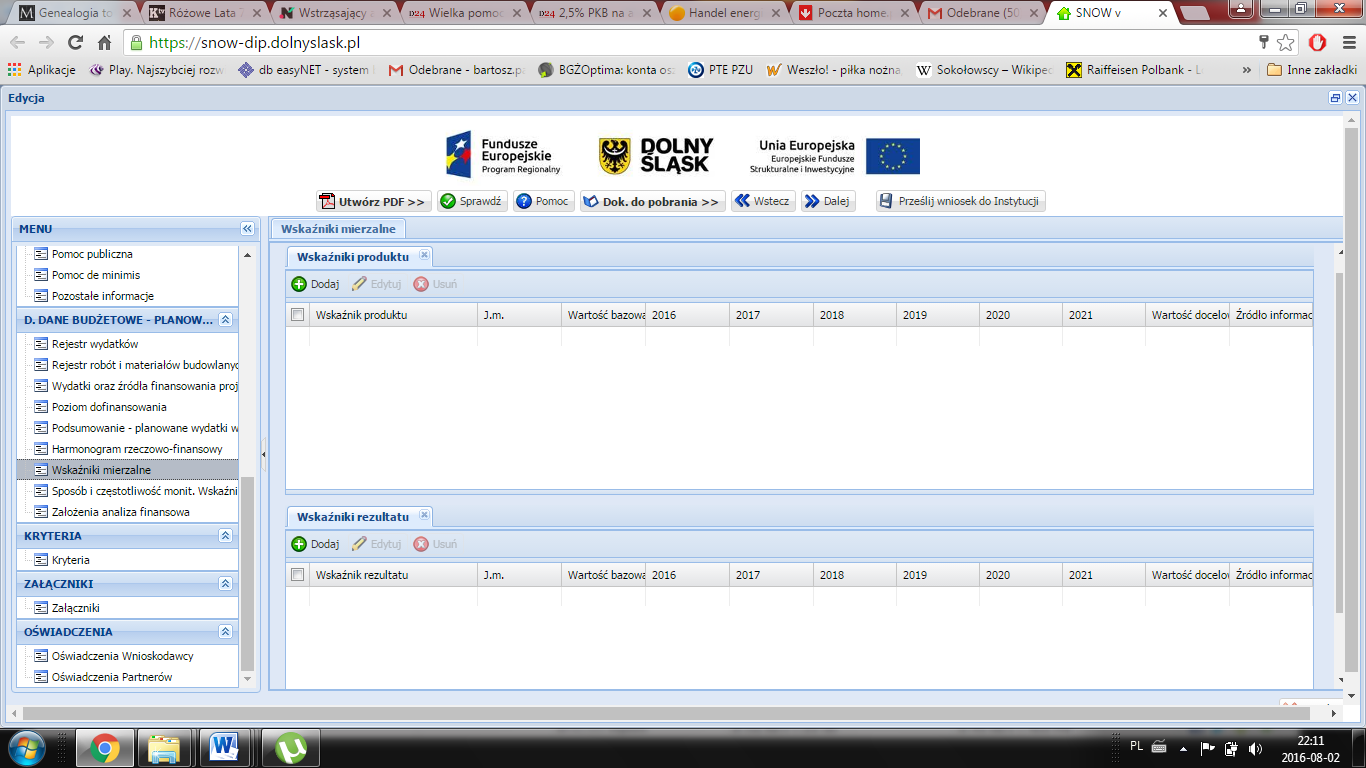 Genealogia to
Różowe Lata 7
Wstrząsający a
D24 Wielka pomoc
D24 2,5% PKB na a
Handel energi
Poczta home.
Odebrane (50
SNOW v
https://snow-dip.dolnyslask.pl
Aplikacje
Play. Najszybciej rozw
db easyNET - system
Odebrane - bartosz.p
BGŻOptima: konta os
PTE PZU
Weszło! - piłka nożna
Sokołowscy – Wikipe
Raiffeisen Polbank -
»
Inne zakładki
Edycja
Fundusze
Europejskie
Program Regionalny
DOLNY
ŚLĄSK
Unia Europejska
Europejskie Fundusze
Strukturalne i Inwestycyjne
Utwórz PDF >>
Sprawdź
Pomoc
Dok. do pobrania >>
Wstecz
Dalej
Prześlij wniosek do Instytucji
MENU
Pomoc publiczna
Pomoc de minimis
Pozostałe informacje
D. DANE BUDŻETOWE - PLANOW...
Rejestr wydatków
Rejestr robót i materiałów budowlanyc
Wydatki oraz źródła finansowania proj
Poziom dofinansowania
Podsumowanie - planowane wydatki w
Harmonogram rzeczowo-finansowy
Wskaźniki mierzalne
Sposób i częstotliwość monit. Wskaźni
Założenia analiza finansowa
KRYTERIA
Kryteria
ZAŁĄCZNIKI
Załączniki
OŚWIADCZENIA
Oświadczenia Wnioskodawcy
Oświadczenia Partnerów
Wskaźniki mierzalne
Wskaźniki produktu
Dodaj Edytuj Usuń
Wskaźnik produktu J.m. Wartość bazowa 2016 2017 2018 2019 2020 2021 Wartość docelow Źródło informac
Wskaźniki rezultatu
Dodaj Edytuj Usuń
Wskaźnik rezultatu J.m. Wartość bazowa 2016 2017 2018 2019 2020 2021 Wartość docelow Źródło informac
PL
22:11
2016-08-02